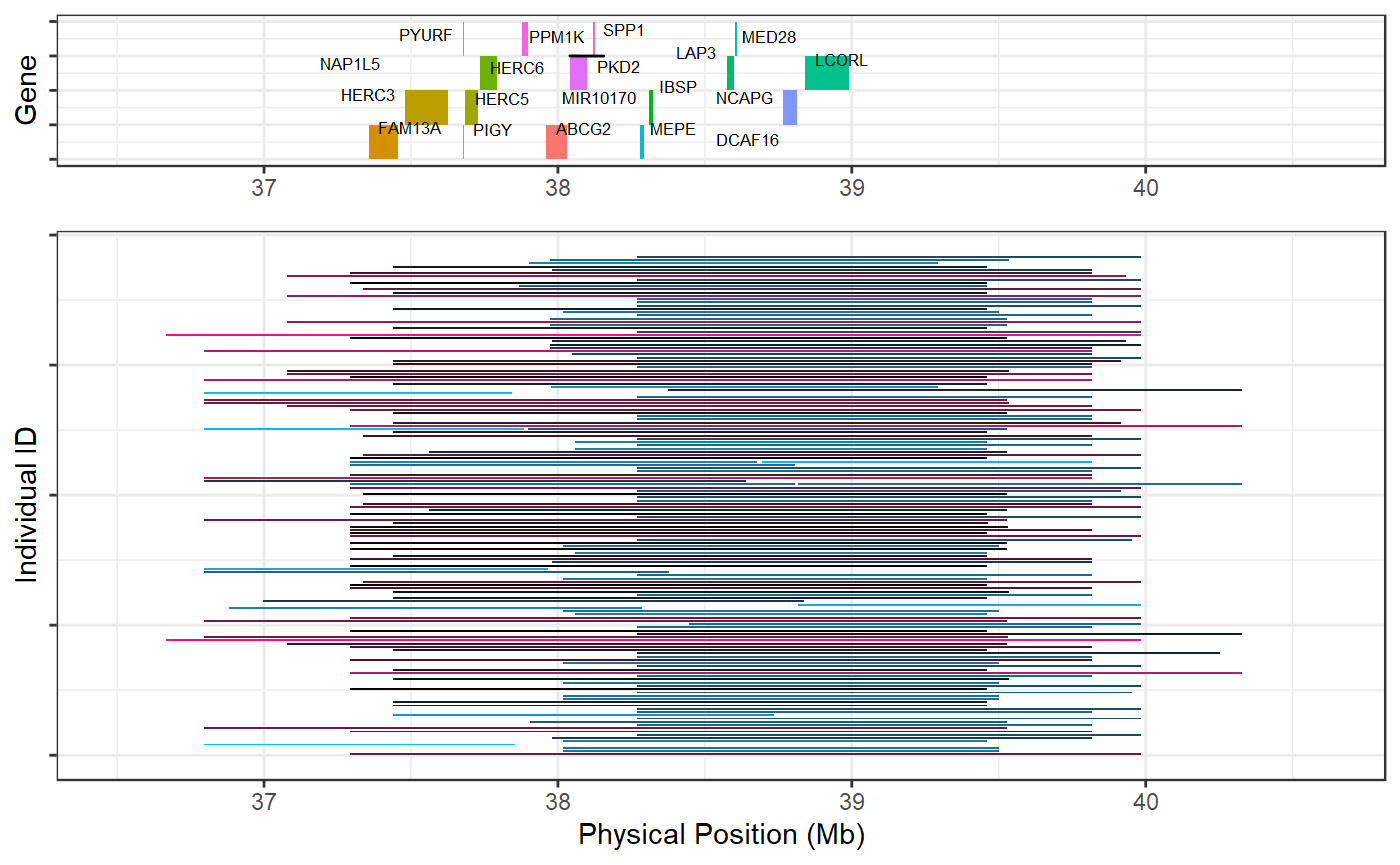 Gene
PYURF
PPM1K
SPP1
MED28
NAP1L5
HERC6
PKD2
LAP3
LCORL
HERC3
HERC5
MIR10170
IBSP
NCAPG
FAM13A
PIGY
ABCG2
MEPE
DCAF16
37 38 39 40
Individual ID
37 38 39 40
Physical Position (Mb)